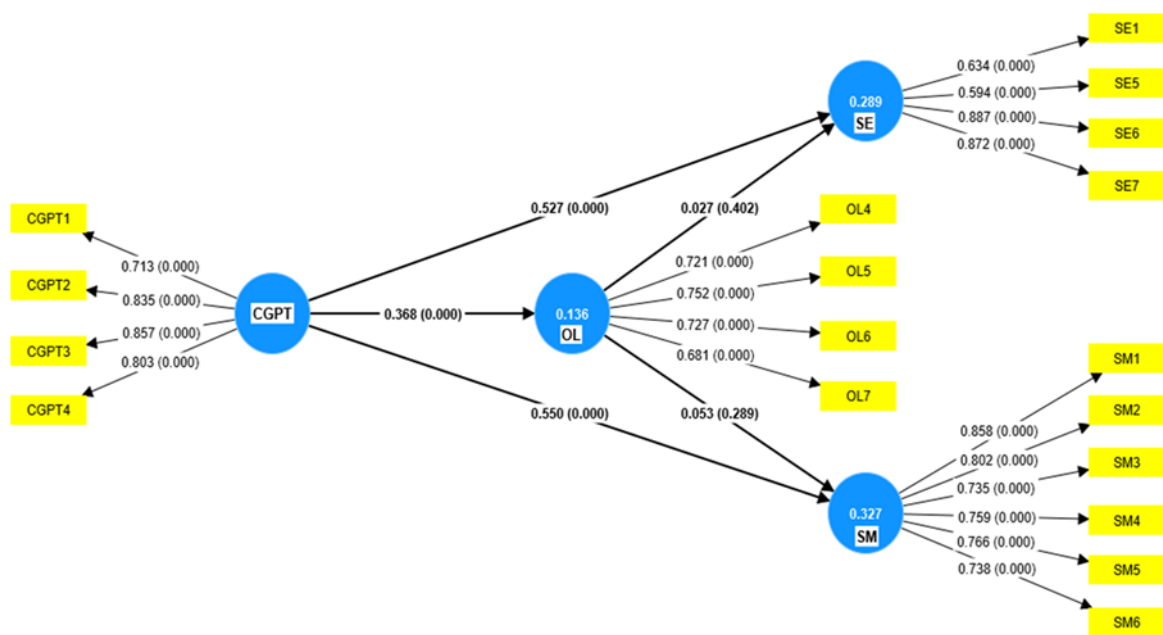 CGPT1
CGPT2
CGPT3
CGPT4
0.713 (0.000)
0.835 (0.000)
0.857 (0.000)
0.803 (0.000)
CGPT
0.527 (0.000)
0.368 (0.000)
0.550 (0.000)
0.136
OL
0.027 (0.402)
0.053 (0.289)
0.721 (0.000)
0.752 (0.000)
0.727 (0.000)
0.681 (0.000)
OL4
OL5
OL6
OL7
0.289
SE
0.634 (0.000)
0.594 (0.000)
0.887 (0.000)
0.872 (0.000)
SE1
SE5
SE6
SE7
0.327
SM
0.858 (0.000)
0.802 (0.000)
0.735 (0.000)
0.759 (0.000)
0.766 (0.000)
0.738 (0.000)
SM1
SM2
SM3
SM4
SM5
SM6